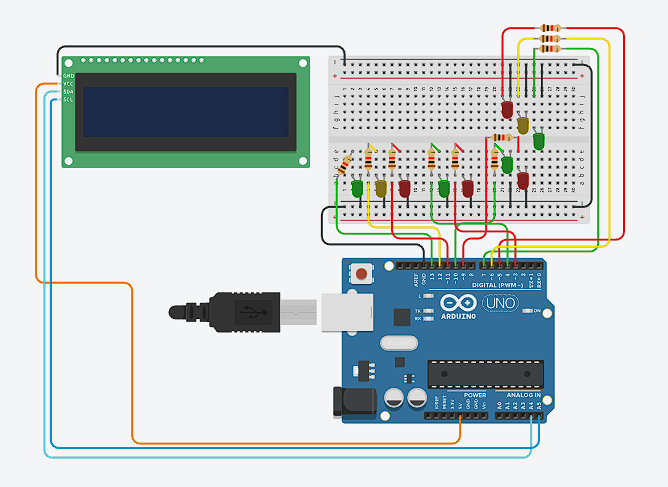 GND
VCC
SDA
SCL
AREF
GND
13
12
~11
~10
~9
8
7
~6
~5
4
~3
2
TX→1
RX←0
DIGITAL (PWM~)
L
TX
RX
UNO
ON
ARDUINO
POWER
ANALOG IN
IOREF
RESET
3.3V
5V
GND
GND
Vin
A0
A1
A2
A3
A4
A5